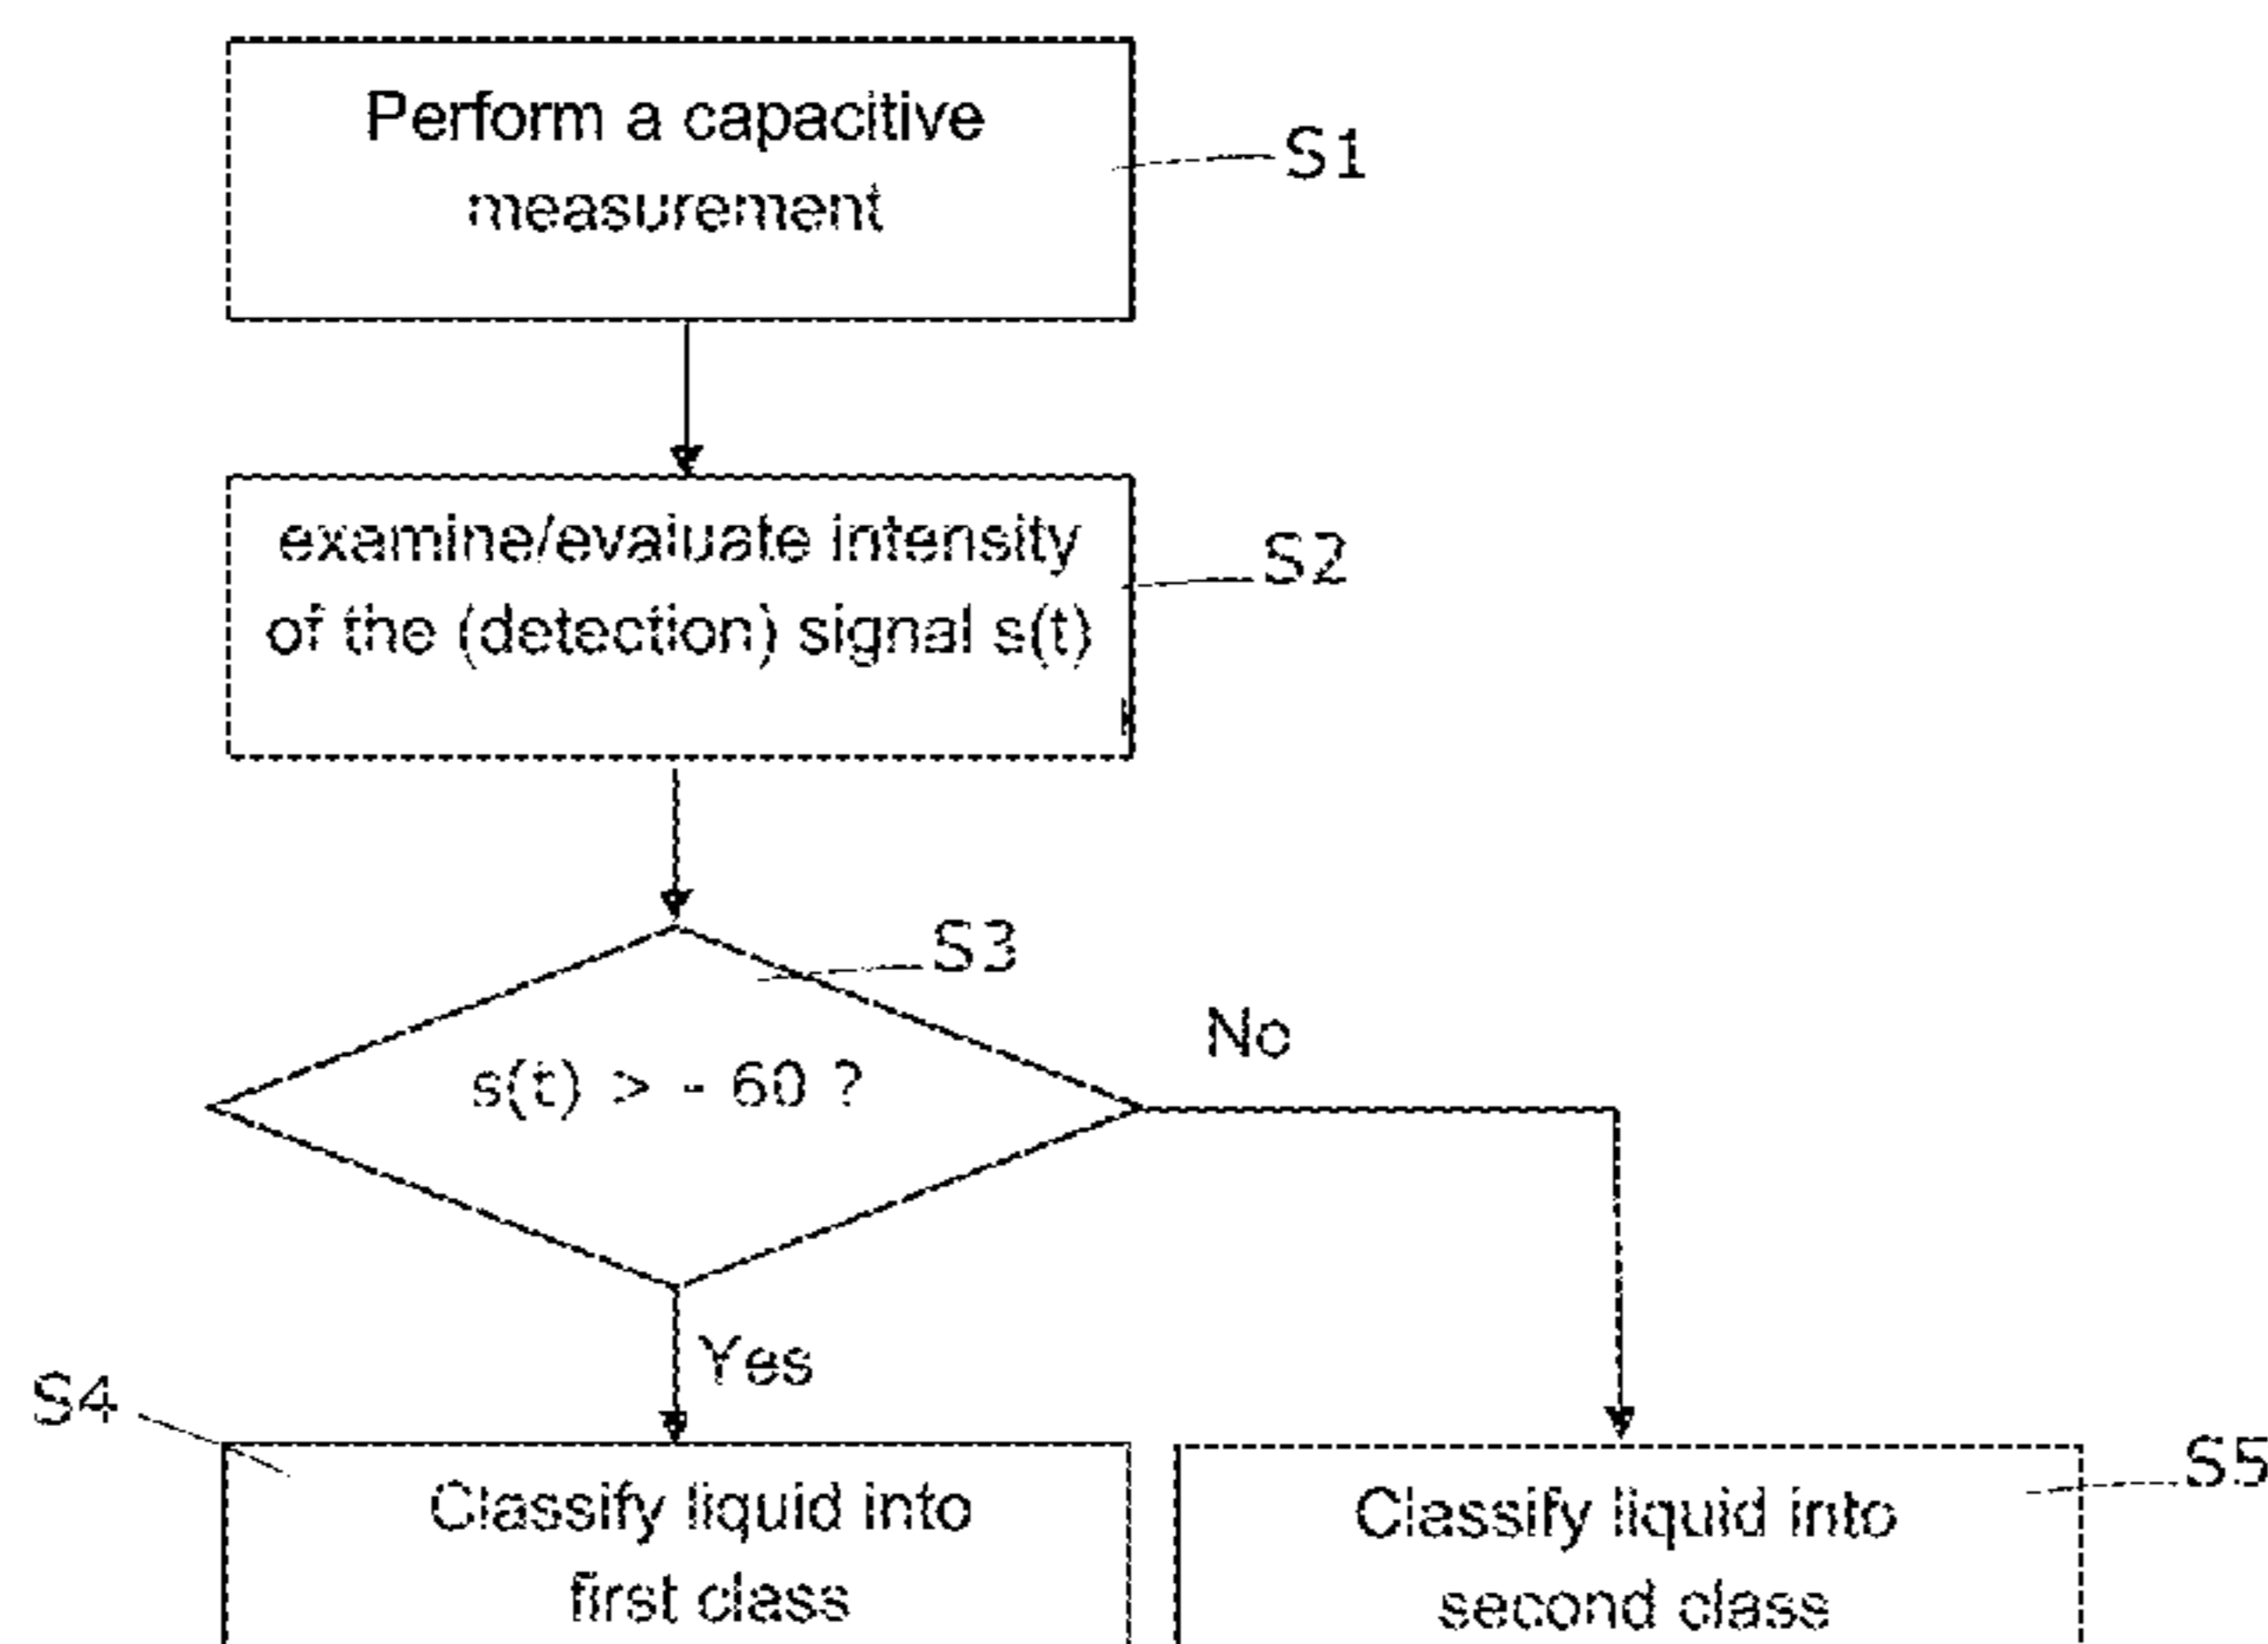 Perform a capacitive
measurement
S1
examine/evaluate intensity
of the (detection) signal s(t)
S2
S3
s(t) > - 60 ?
No
Yes
S4
Classify liquid into
first class
Classify liquid into
second class
S5